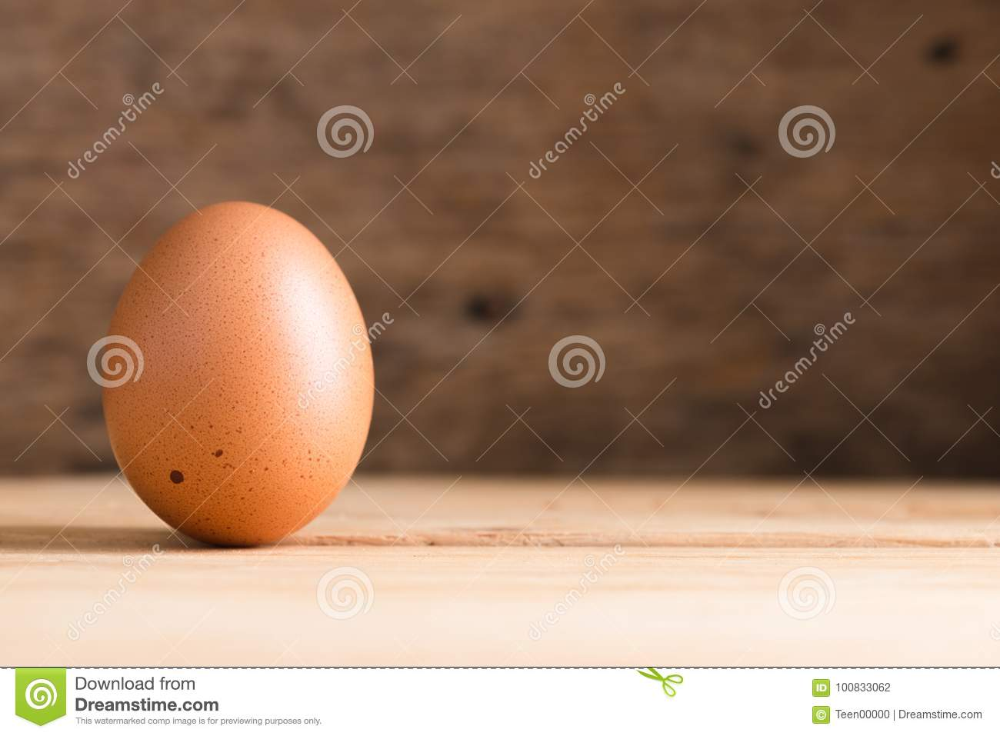 dreamstime
dreamstime
dreamstime
dreamstime
dreamstime
dreamstime
Download from
Dreamstime.com
This watermarked comp image is for previewing purposes only.
ID 100833062
© Teen00000 | Dreamstime.com